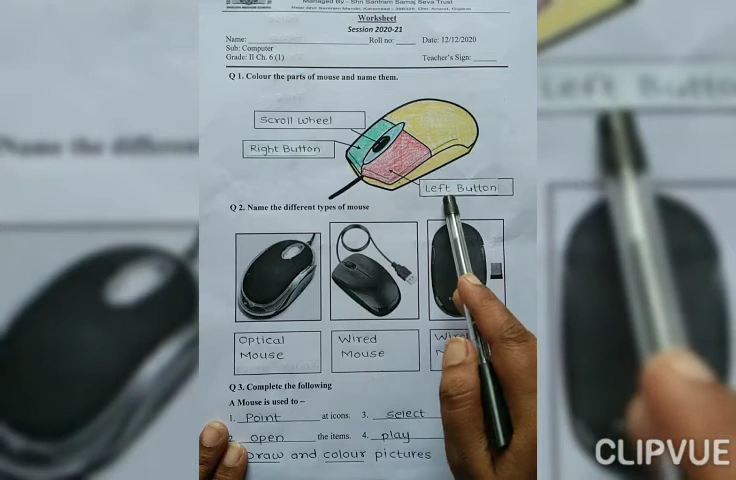 Managed By - Shri Santram Samaj Seva Trust
Worksheet
Session 2020-21
Name: Roll no: Date: 12/12/2020
Sub: Computer
Grade: II Ch. 6 (1) Teacher's Sign:
Q 1. Colour the parts of mouse and name them.
Scroll wheel
Right Button
Left Button
Q 2. Name the different types of mouse
Optical Mouse
Wired Mouse
Q 3. Complete the following
A Mouse is used to –
1. Point at icons. 3. select
2. open the items. 4. play
Draw and colour pictures
CLIPVUE